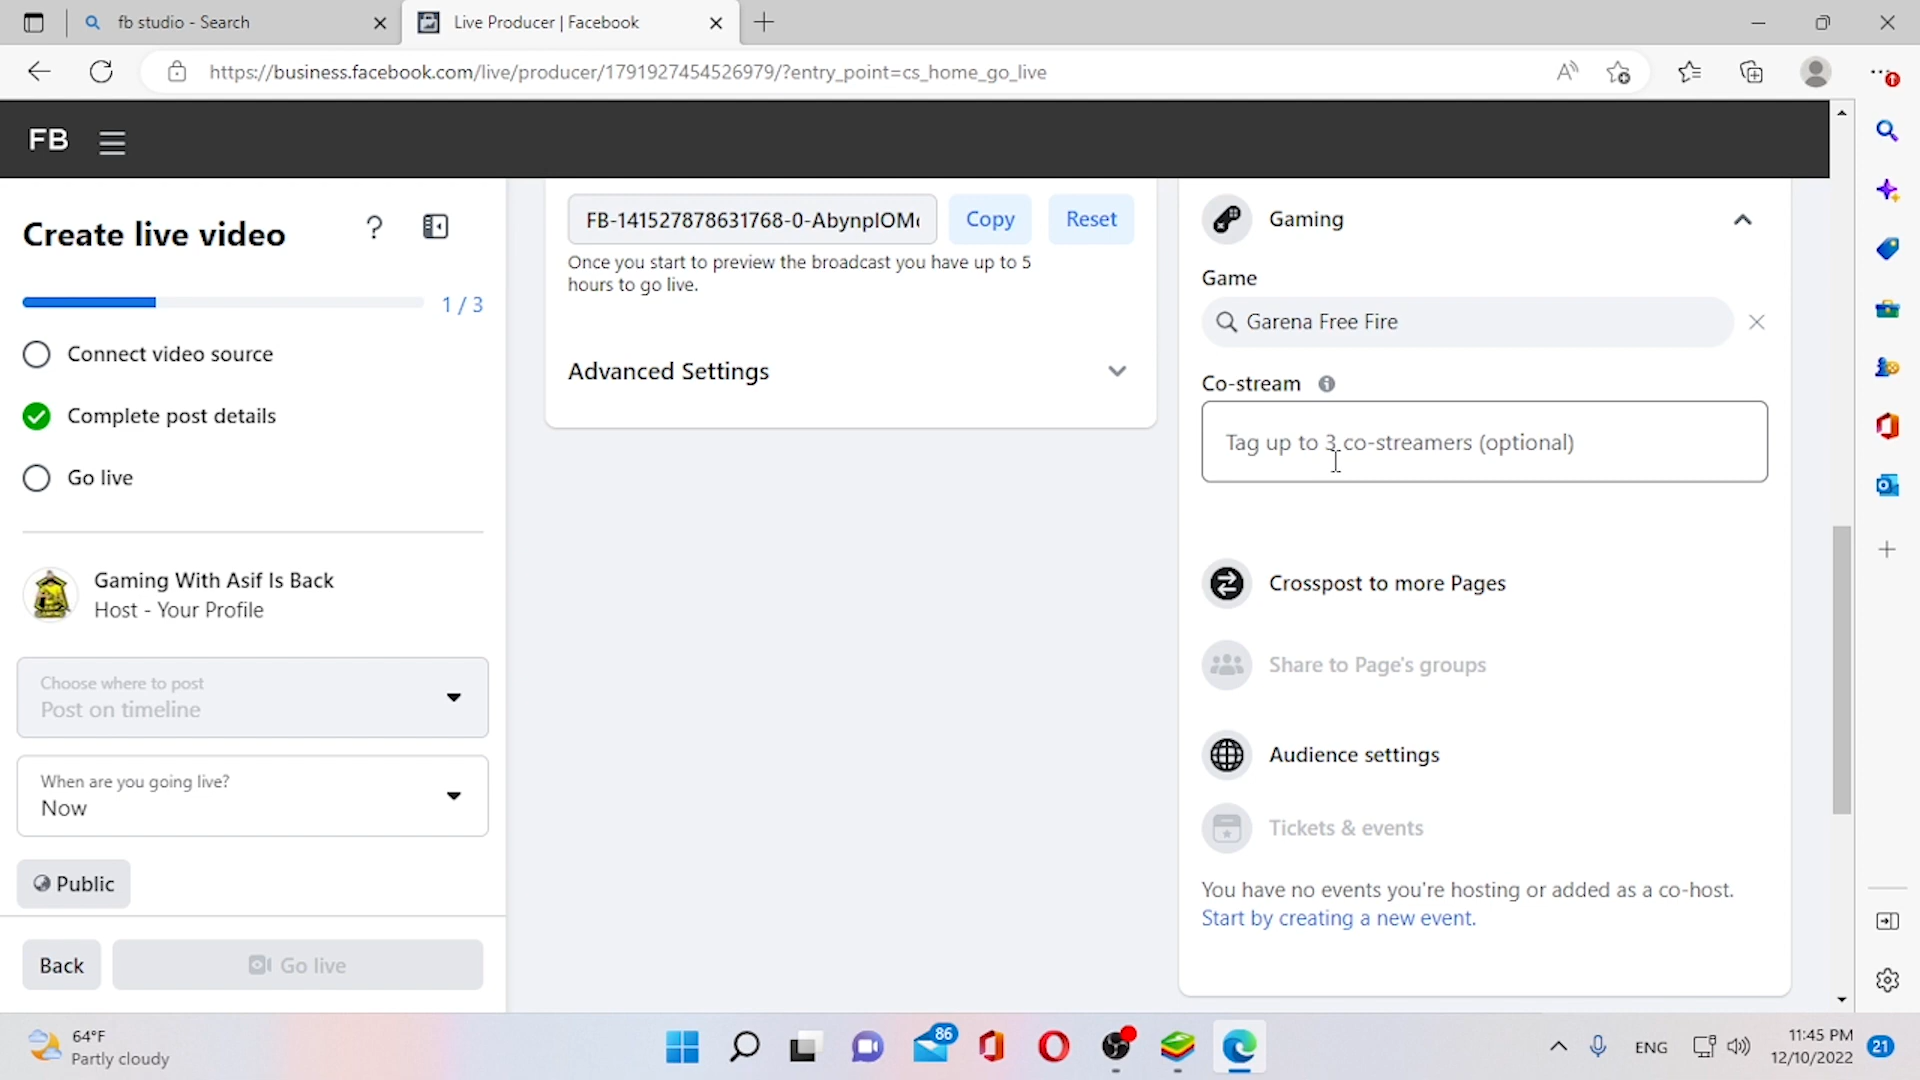 fb studio - Search
Live Producer | Facebook
https://business.facebook.com/live/producer/1791927454526979/?entry_point=cs_home_go_live
FB
Create live video
?
1 / 3
Connect video source
Complete post details
Go live
Gaming With Asif Is Back
Host - Your Profile
Choose where to post
Post on timeline
When are you going live?
Now
Public
Back
Go live
Copy
Reset
Once you start to preview the broadcast you have up to 5
hours to go live.
Advanced Settings
Gaming
Game
Garena Free Fire
Co-stream
Tag up to 3 co-streamers (optional)
Crosspost to more Pages
Share to Page's groups
Audience settings
Tickets & events
You have no events you're hosting or added as a co-host.
Start by creating a new event.
64°F
Partly cloudy
86
ENG
11:45 PM
12/10/2022
21